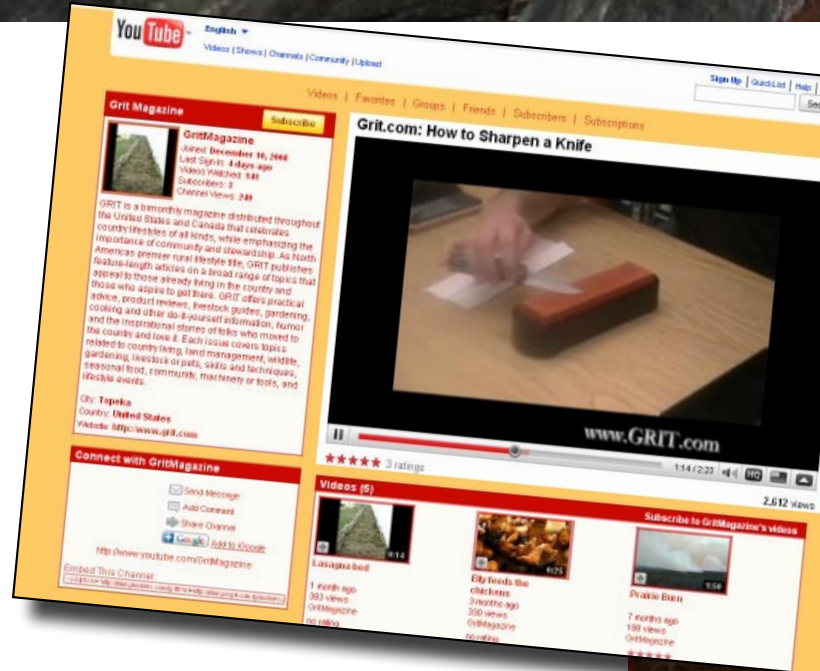 You Tube
English
Videos | Shows | Channels | Community | Upload
Sign Up | QuickList | Help |
Videos | Favorites | Groups | Friends | Subscribers | Subscriptions
Grit Magazine
Subscribe
GritMagazine
Joined: December 16, 2008
Last Sign In: 4 days ago
Videos Watched: 141
Subscribers: 3
Channel Views: 249
GRIT is a bimonthly magazine distributed throughout
the United States and Canada that celebrates
country lifestyles of all kinds, while emphasizing the
importance of community and stewardship. As North
Americas premier rural lifestyle title, GRIT publishes
feature-length articles on a broad range of topics that
appeal to those already living in the country and
those who aspire to get there. GRIT offers practical
advice, product reviews, livestock guides, gardening,
cooking and other do-it-yourself information, humor
and the inspirational stories of folks who moved to
the country and love it. Each issue covers topics
related to country living, land management, wildlife,
gardening, livestock or pets, skills and techniques,
seasonal food, community, machinery or tools, and
lifestyle events.
City: Topeka
Country: United States
Website: http://www.grit.com
Connect with GritMagazine
Send Message
Add Comment
Share Channel
Google Add to iGoogle
http://www.youtube.com/GritMagazine
Embed This Channel:
Grit.com: How to Sharpen a Knife
www.GRIT.com
1:14 / 2:23
HQ
3 ratings
2,612 views
Videos (5)
Subscribe to GritMagazine's videos
0:14
Lasagna bed
1 month ago
393 views
GritMagazine
no rating
0:25
Elly feeds the
chickens
3 months ago
330 views
GritMagazine
no rating
1:50
Prairie Burn
7 months ago
188 views
GritMagazine